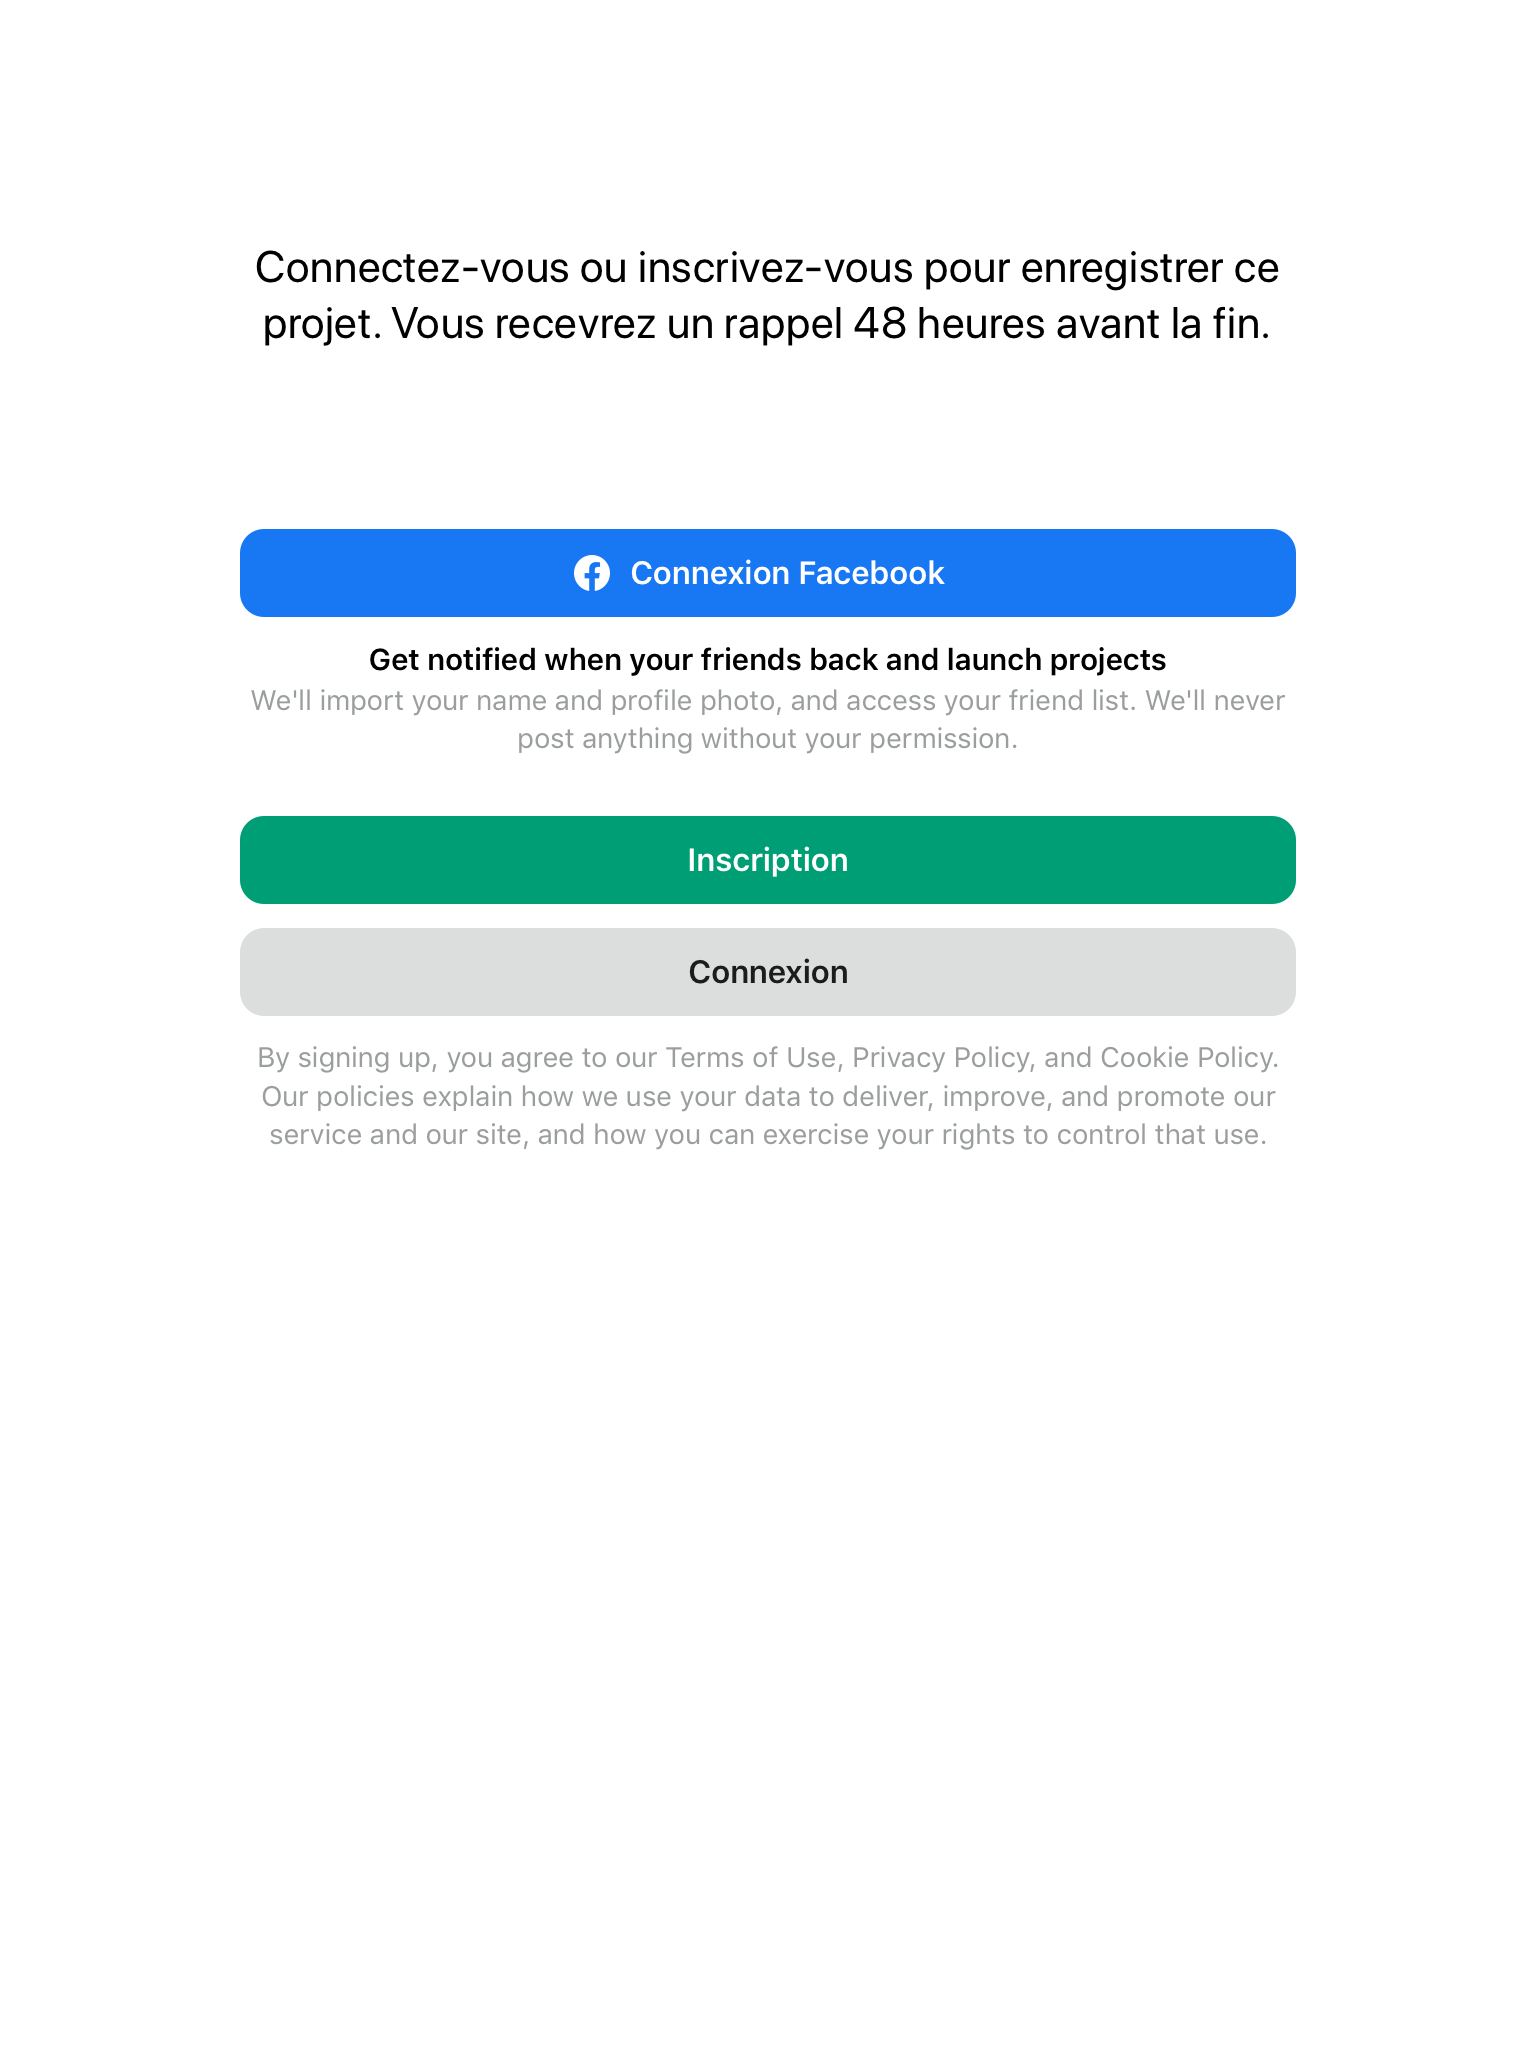 Connectez-vous ou inscrivez-vous pour enregistrer ce
projet. Vous recevrez un rappel 48 heures avant la fin.
Connexion Facebook
Get notified when your friends back and launch projects
We'll import your name and profile photo, and access your friend list. We'll never
post anything without your permission.
Inscription
Connexion
By signing up, you agree to our Terms of Use, Privacy Policy, and Cookie Policy.
Our policies explain how we use your data to deliver, improve, and promote our
service and our site, and how you can exercise your rights to control that use.